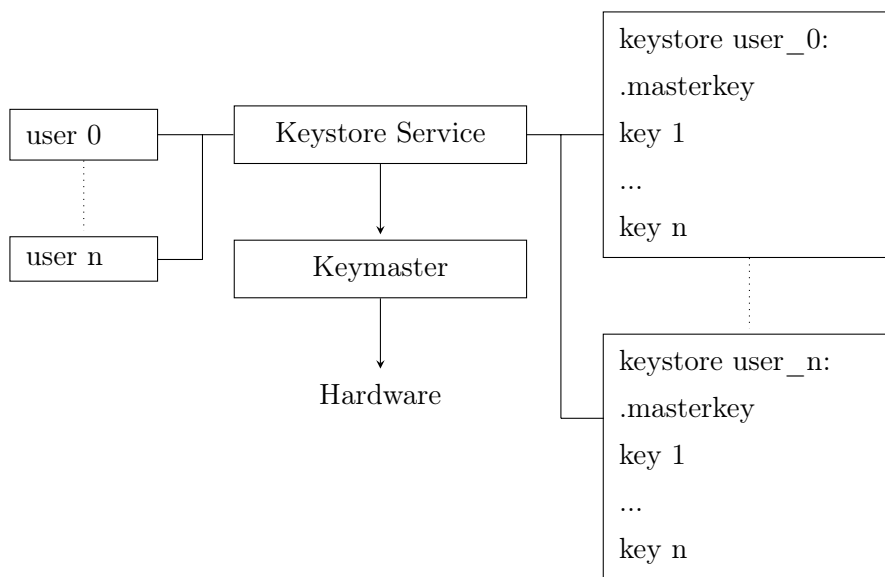 user 0
user n
Keystore Service
Keymaster
Hardware
keystore user_0:
.masterkey
key 1
...
key n
keystore user_n:
.masterkey
key 1
...
key n